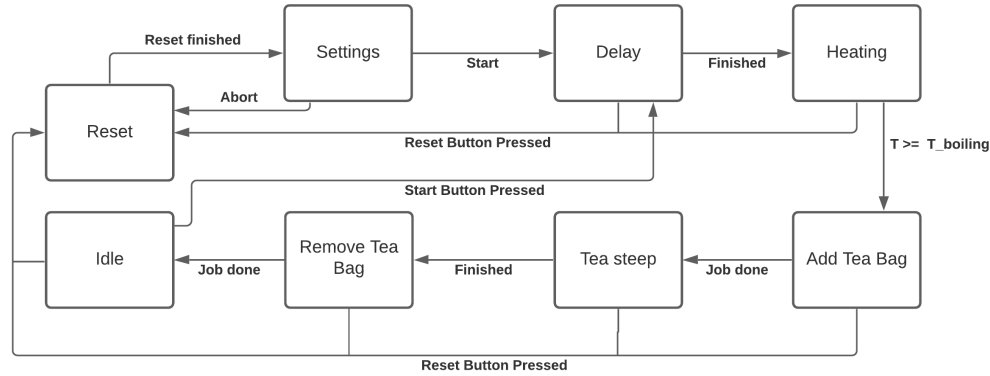 Reset finished
Settings
Start
Delay
Finished
Heating
Abort
Reset
Reset Button Pressed
T >=  T_boiling
Start Button Pressed
Idle
Job done
Remove Tea
Bag
Finished
Tea steep
Job done
Add Tea Bag
Reset Button Pressed